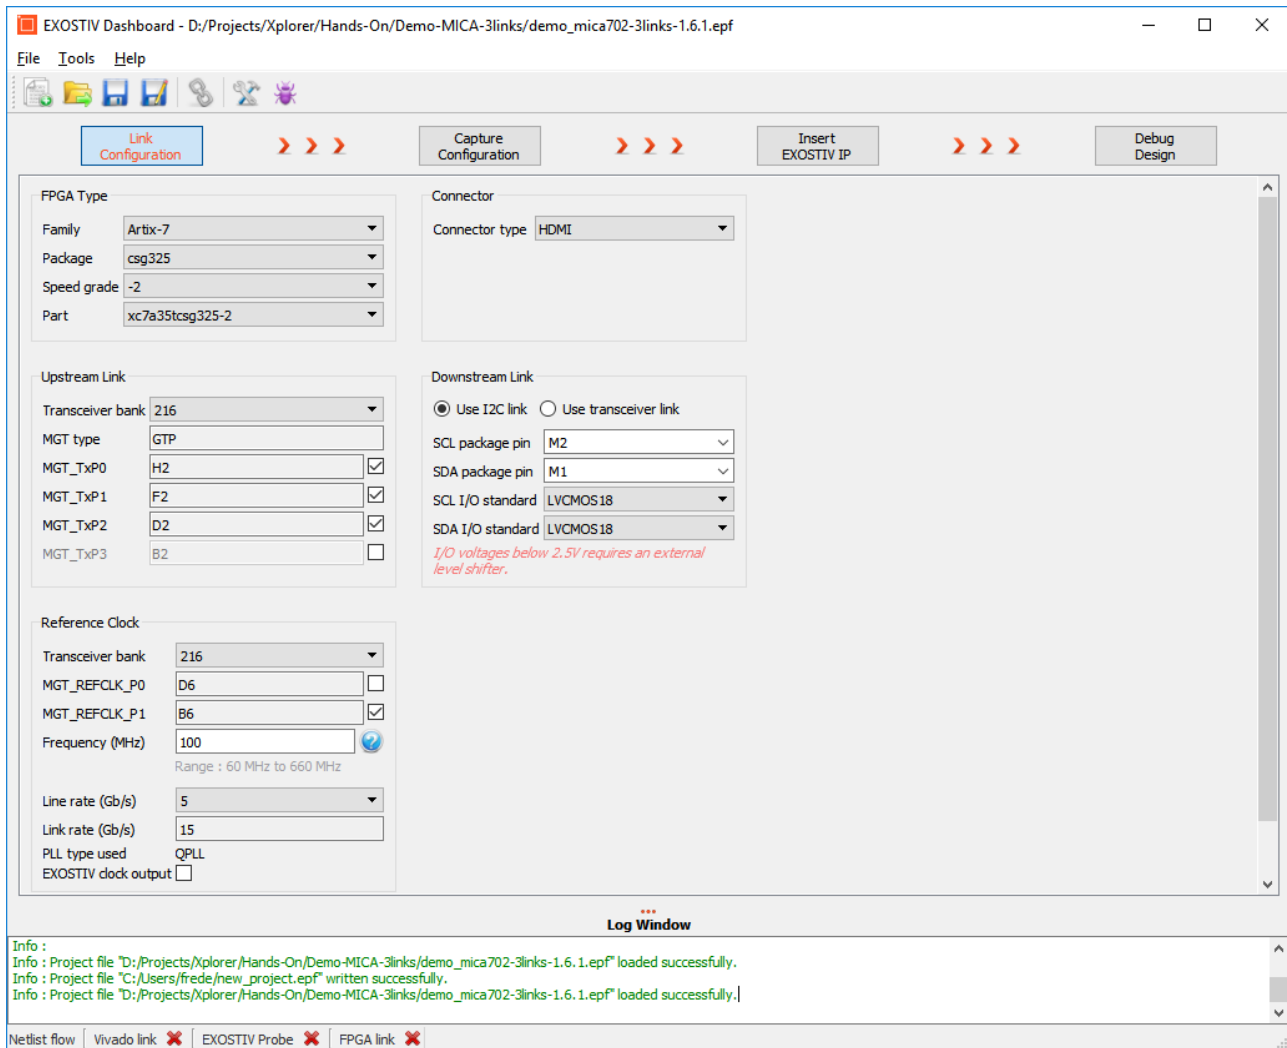 EXOSTIV Dashboard - D:/Projects/Xplorer/Hands-On/Demo-MICA-3links/demo_mica702-3links-1.6.1.epf
File Tools Help
Link Configuration
Capture Configuration
Insert EXOSTIV IP
Debug Design
FPGA Type
Family Artix-7
Package csg325
Speed grade -2
Part xc7a35tcsg325-2
Connector
Connector type HDMI
Upstream Link
Transceiver bank 216
MGT type GTP
MGT_TxP0 H2
MGT_TxP1 F2
MGT_TxP2 D2
MGT_TxP3 B2
Downstream Link
Use I2C link Use transceiver link
SCL package pin M2
SDA package pin M1
SCL I/O standard LVCMOS18
SDA I/O standard LVCMOS18
I/O voltages below 2.5V requires an external
level shifter.
Reference Clock
Transceiver bank 216
MGT_REFCLK_P0 D6
MGT_REFCLK_P1 B6
Frequency (MHz) 100
Range : 60 MHz to 660 MHz
Line rate (Gb/s) 5
Link rate (Gb/s) 15
PLL type used QPLL
EXOSTIV clock output
Log Window
Info :
Info : Project file "D:/Projects/Xplorer/Hands-On/Demo-MICA-3links/demo_mica702-3links-1.6.1.epf" loaded successfully.
Info : Project file "C:/Users/frede/new_project.epf" written successfully.
Info : Project file "D:/Projects/Xplorer/Hands-On/Demo-MICA-3links/demo_mica702-3links-1.6.1.epf" loaded successfully.
Netlist flow Vivado link EXOSTIV Probe FPGA link